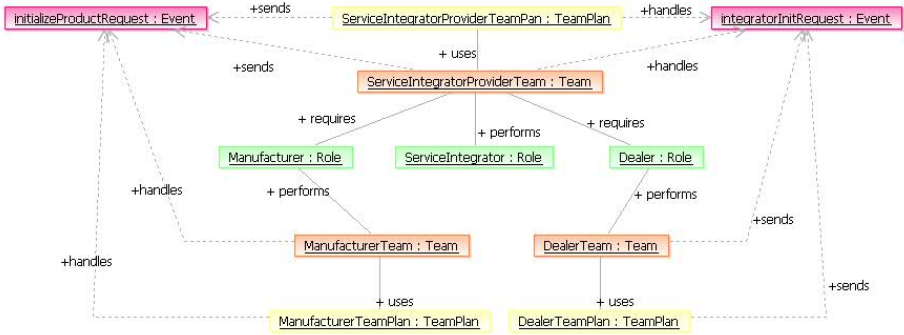 initializeProductRequest : Event
+sends
ServiceIntegratorProviderTeamPan : TeamPlan
+handles
integratorInitRequest : Event
+ uses
+sends
+handles
ServiceIntegratorProviderTeam : Team
+ requires
+ performs
+ requires
Manufacturer : Role
ServiceIntegrator : Role
Dealer : Role
+handles
+ performs
+ performs
+sends
ManufacturerTeam : Team
DealerTeam : Team
+handles
+ uses
+ uses
+sends
ManufacturerTeamPlan : TeamPlan
DealerTeamPlan : TeamPlan